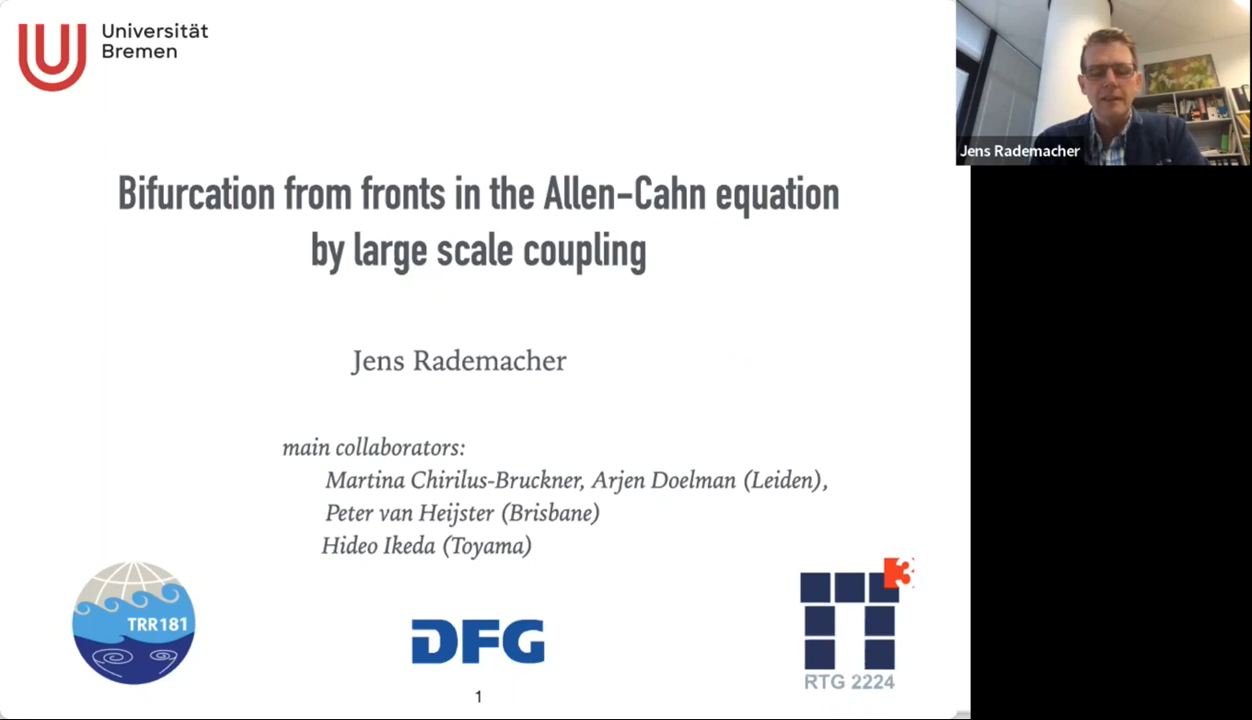 Universität
Bremen
Jens Rademacher
Bifurcation from fronts in the Allen-Cahn equation
by large scale coupling
Jens Rademacher
main collaborators:
Martina Chirilus-Bruckner, Arjen Doelman (Leiden),
Peter van Heijster (Brisbane)
Hideo Ikeda (Toyama)
TRR181
DFG
3
RTG 2224
1